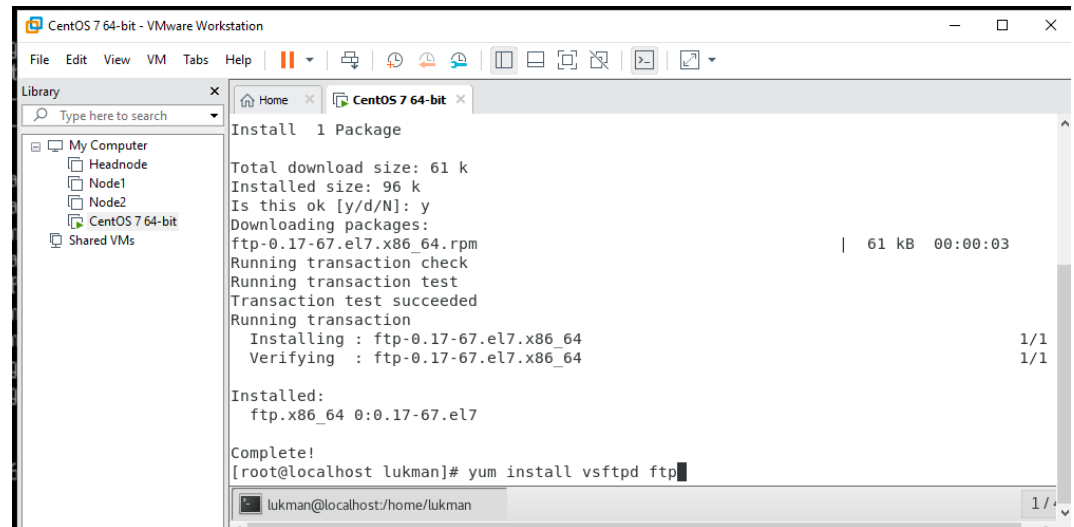 CentOS 7 64-bit - VMware Workstation
File Edit View VM Tabs Help
Library
Type here to search
My Computer
Headnode
Node1
Node2
CentOS 7 64-bit
Shared VMs
Home
CentOS 7 64-bit
Install  1 Package
Total download size: 61 k
Installed size: 96 k
Is this ok [y/d/N]: y
Downloading packages:
ftp-0.17-67.el7.x86_64.rpm | 61 kB 00:00:03
Running transaction check
Running transaction test
Transaction test succeeded
Running transaction
Installing : ftp-0.17-67.el7.x86_64 1/1
Verifying  : ftp-0.17-67.el7.x86_64 1/1
Installed:
ftp.x86_64 0:0.17-67.el7
Complete!
[root@localhost lukman]# yum install vsftpd ftp
lukman@localhost:/home/lukman
1 /